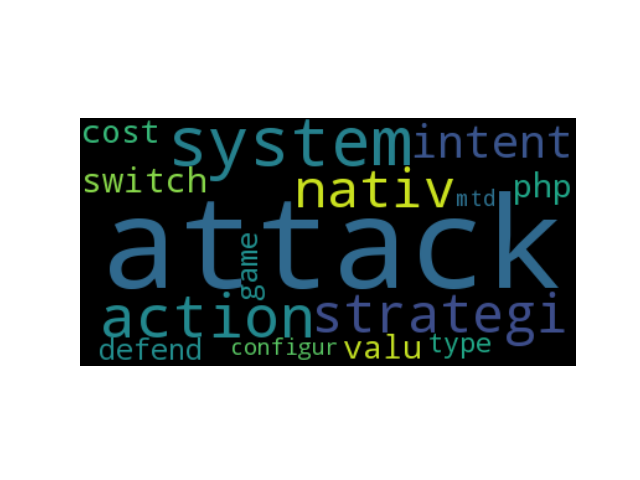 cost system intent
switch nativ mtd php
attack
game
action strategi
defend configur valu type